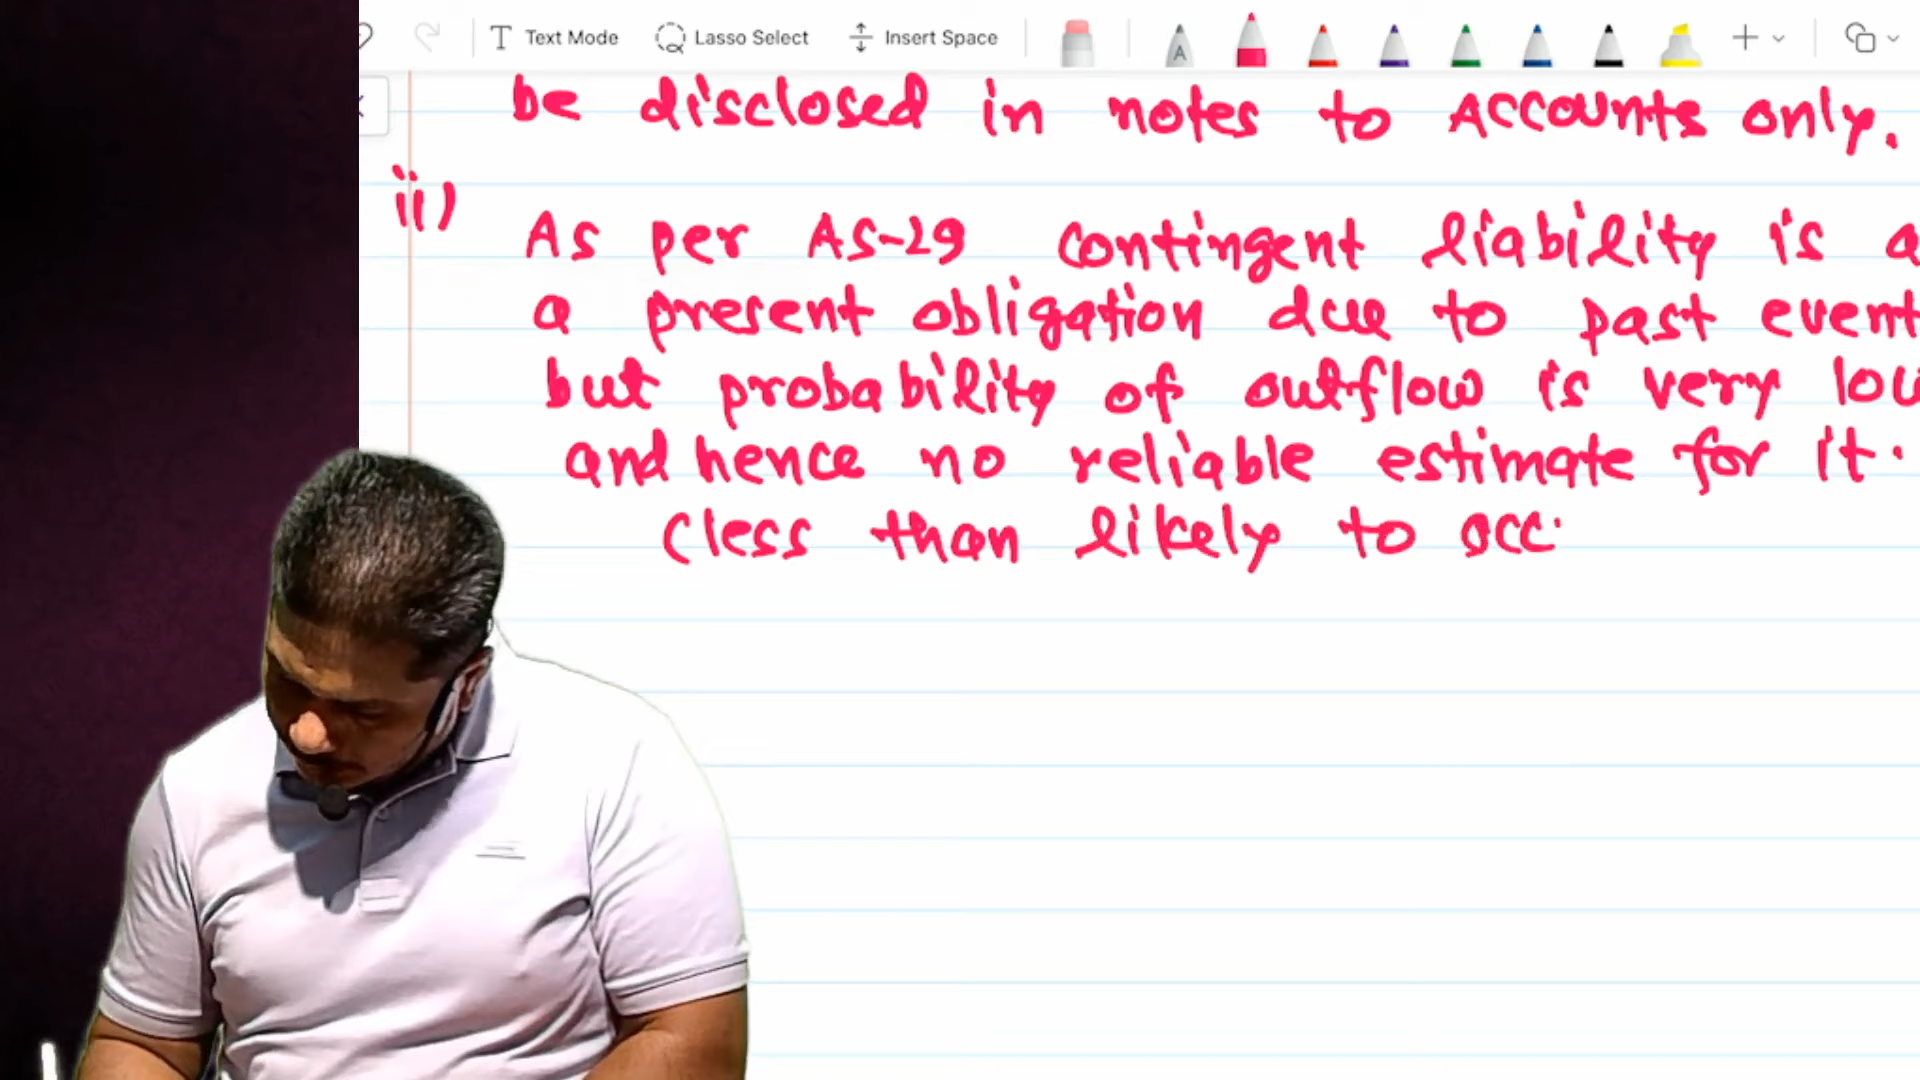 Text Mode Lasso Select Insert Space
be disclosed in notes to Accounts only.
ii)
As per AS-29 contingent liability is a
a present obligation due to past event
but probability of outflow is very low
and hence no reliable estimate for it.
(less than likely to occ